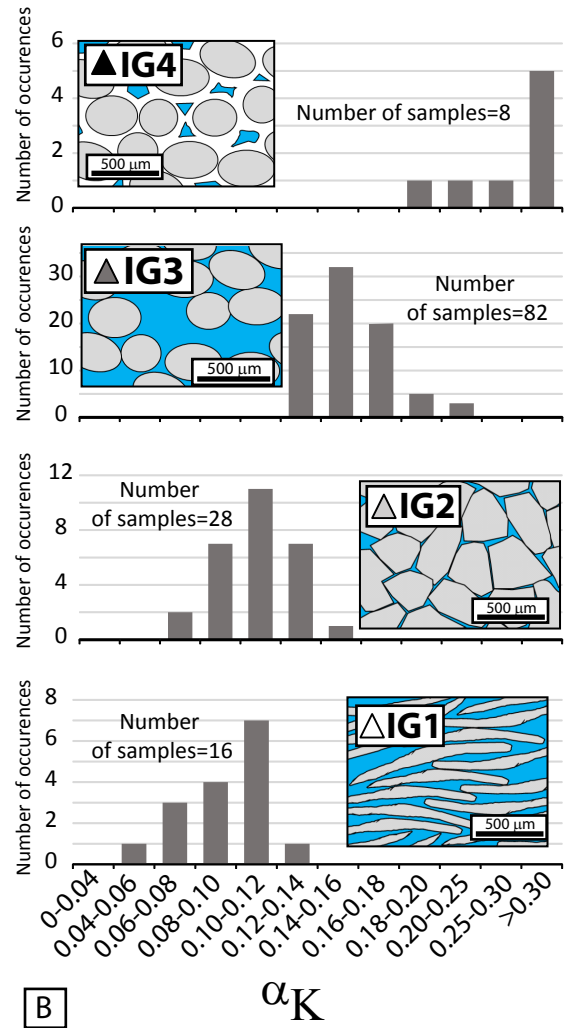 6
4
2
0
Number of occurences
▲IG4
500 µm
Number of samples=8
30
20
10
0
Number of occurences
▲IG3
500 µm
Number
of samples=82
12
8
4
0
Number of occurences
Number
of samples=28
△IG2
500 µm
8
6
4
2
0
Number of occurences
Number
of samples=16
△IG1
500 µm
0-0.04
0.04-0.06
0.06-0.08
0.08-0.10
0.10-0.12
0.12-0.14
0.14-0.16
0.16-0.18
0.18-0.20
0.20-0.25
0.25-0.30
>0.30
B
αK